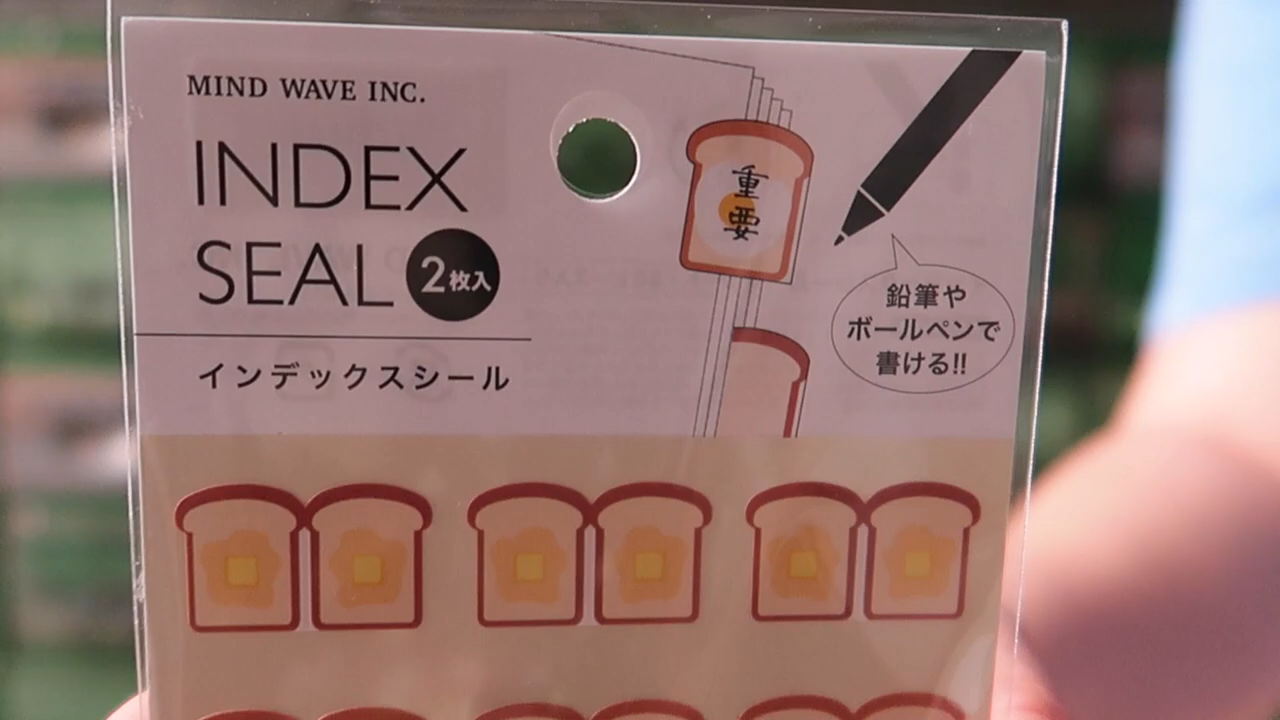 MIND WAVE INC.
INDEX
SEAL
2枚入
インデックスシール
重要
鉛筆や
ボールペンで
書ける!!